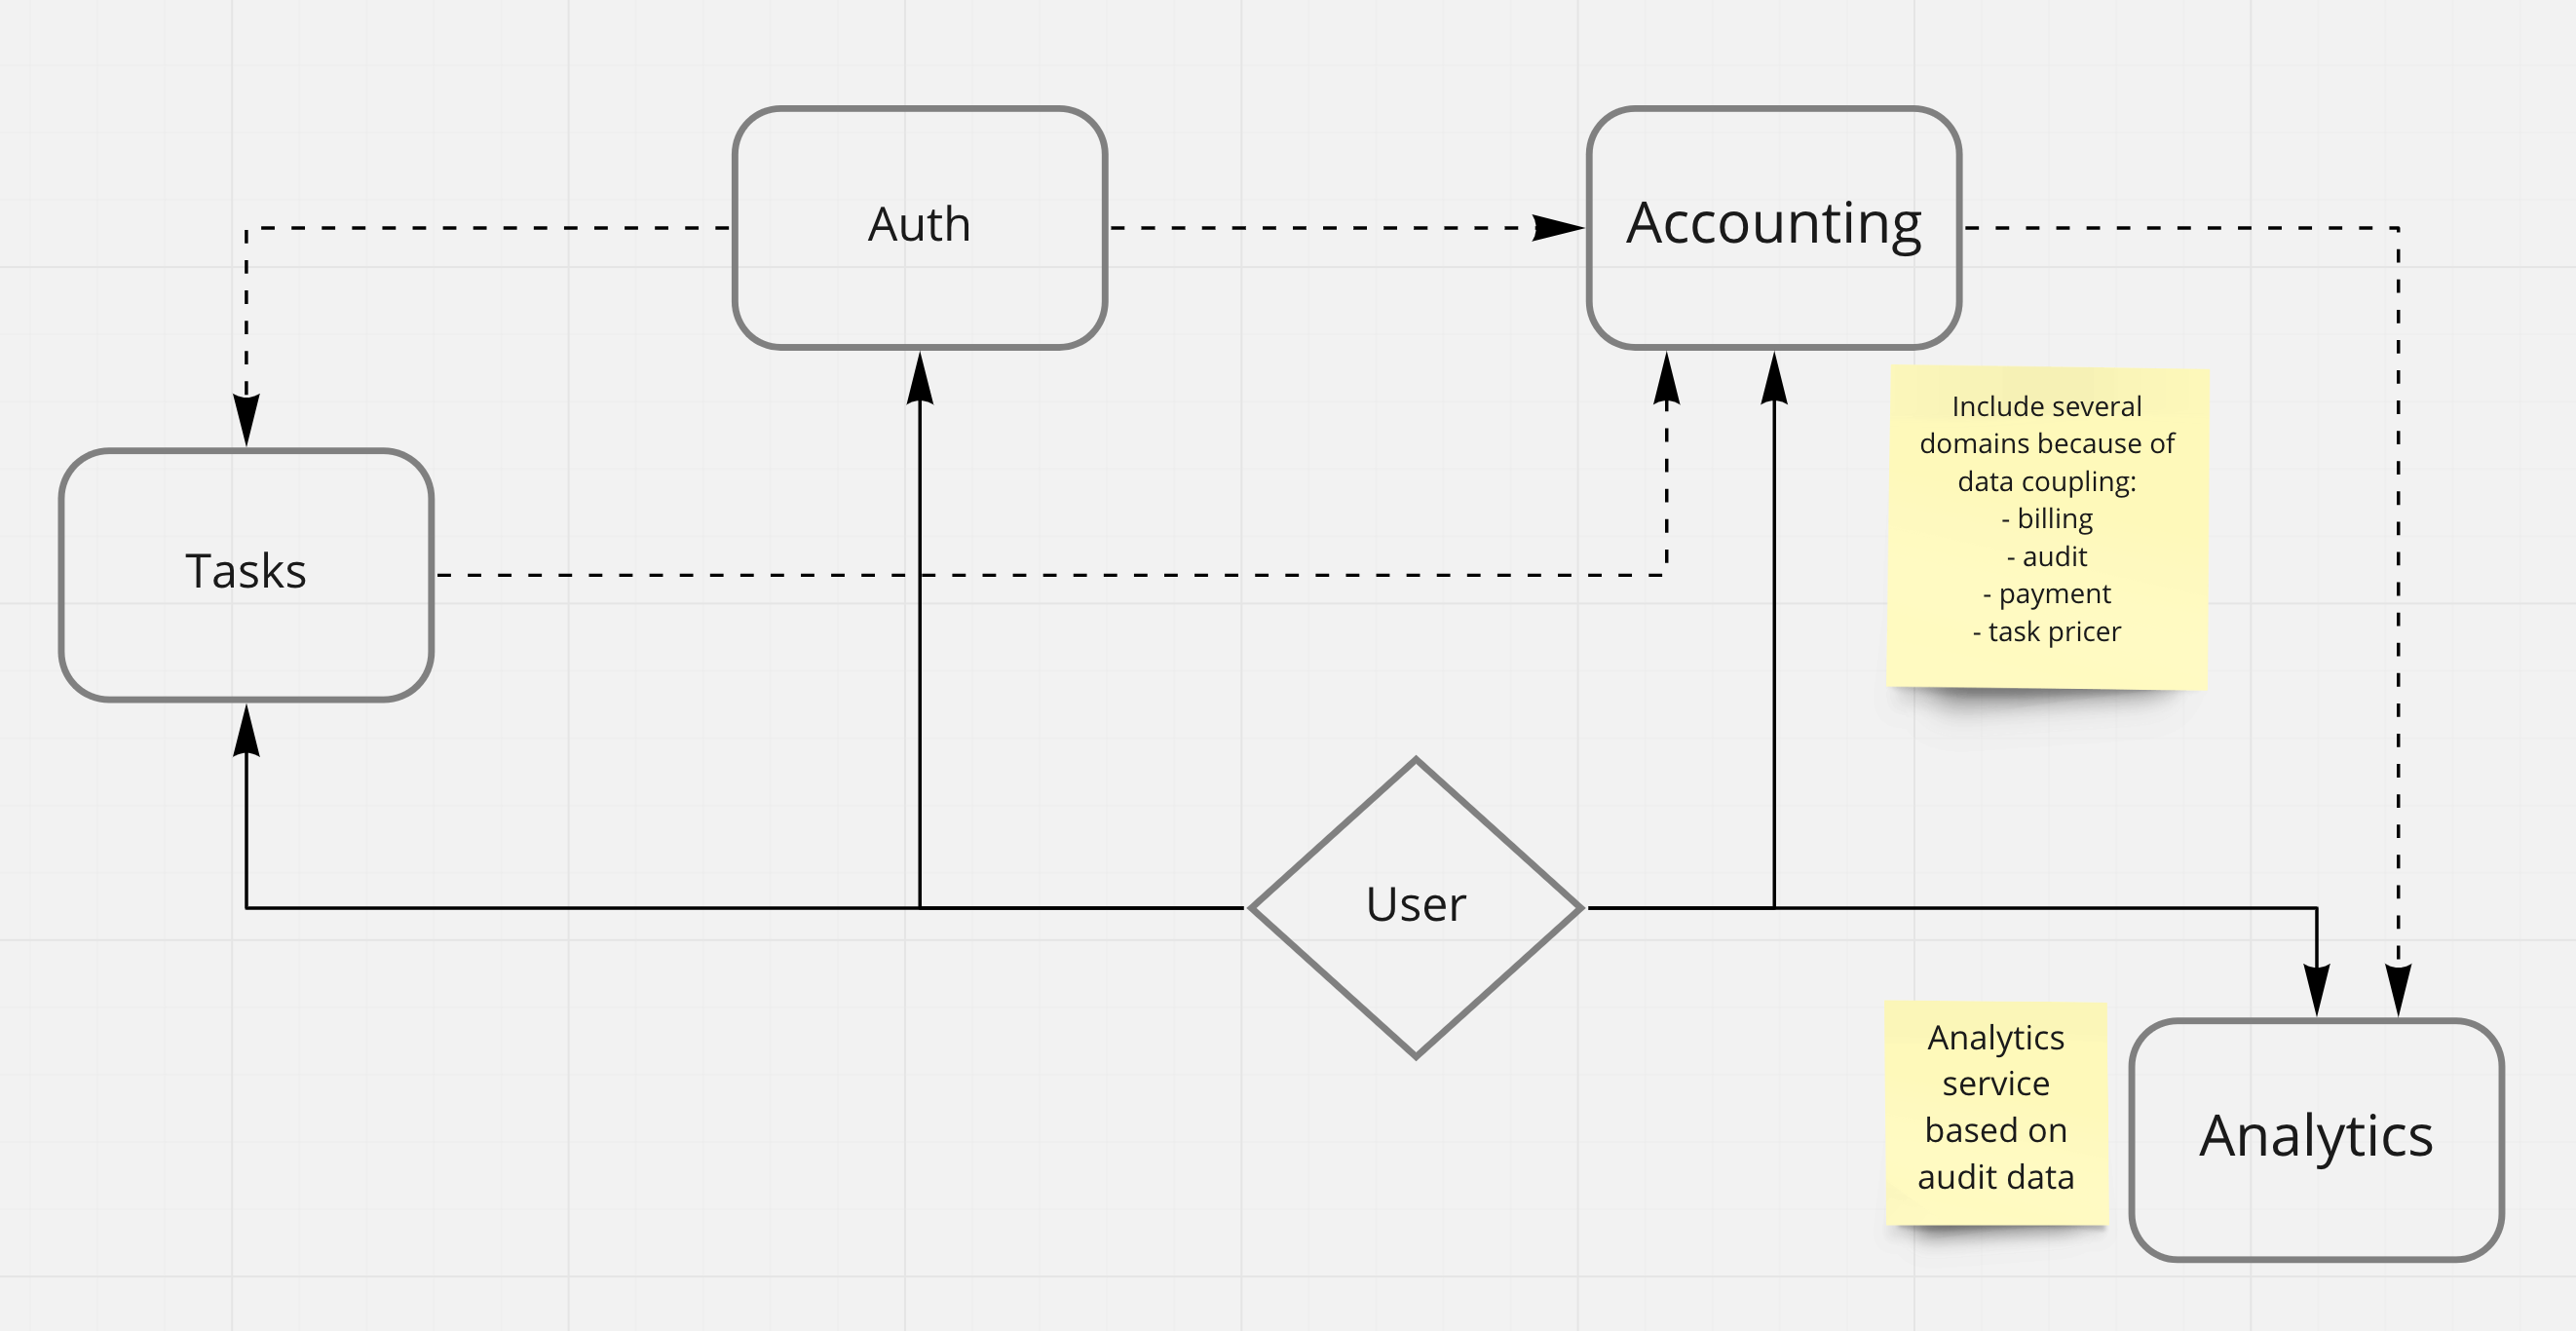 Auth
Accounting
Include several
domains because of
data coupling:
- billing
- audit
- payment
- task pricer
Tasks
User
Analytics
service
based on
audit data
Analytics